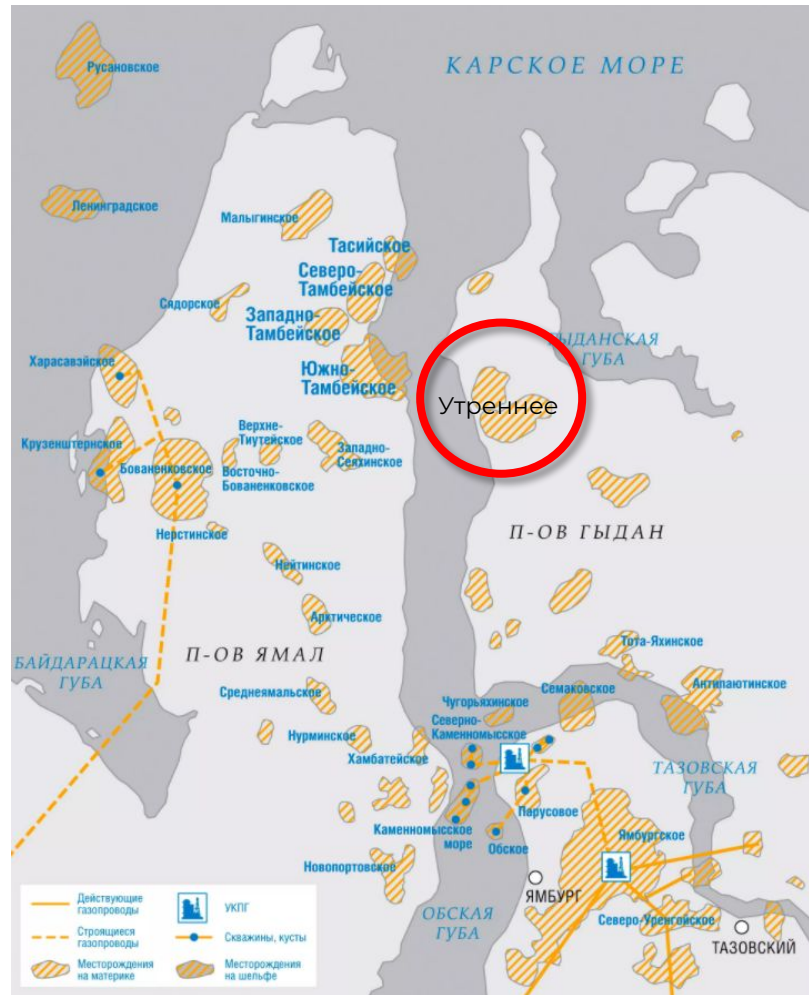 КАРСКОЕ МОРЕ
Русановское
Ленинградское
Малыгинское
Тасийское
Северо-
Тамбейское
Сядорское
Западно-
Тамбейское
ГЫДАНСКАЯ
ГУБА
Харасавэйское
Южно-
Тамбейское
Утреннее
Крузенштернское
Верхне-
Тиутейское
Западно-
Сеяхинское
Бованенковское
Восточно-
Бованенковское
Нерстинское
П-ОВ ГЫДАН
Нейтинское
Арктическое
БАЙДАРАЦКАЯ
ГУБА
П-ОВ ЯМАЛ
Тота-Яхинское
Среднеямальское
Чугорьяхинское
Семаковское
Антипаютинское
Северно-
Каменномысское
Нурминское
Хамбатейское
ТАЗОВСКАЯ
ГУБА
Парусовое
Каменномысское
море
Обское
Ямбургское
Новопортовское
ЯМБУРГ
ОБСКАЯ
ГУБА
Северо-Уренгойское
ТАЗОВСКИЙ
Действующие
газопроводы
УКПГ
Строящиеся
газопроводы
Скважины, кусты
Месторождения
на материке
Месторождения
на шельфе